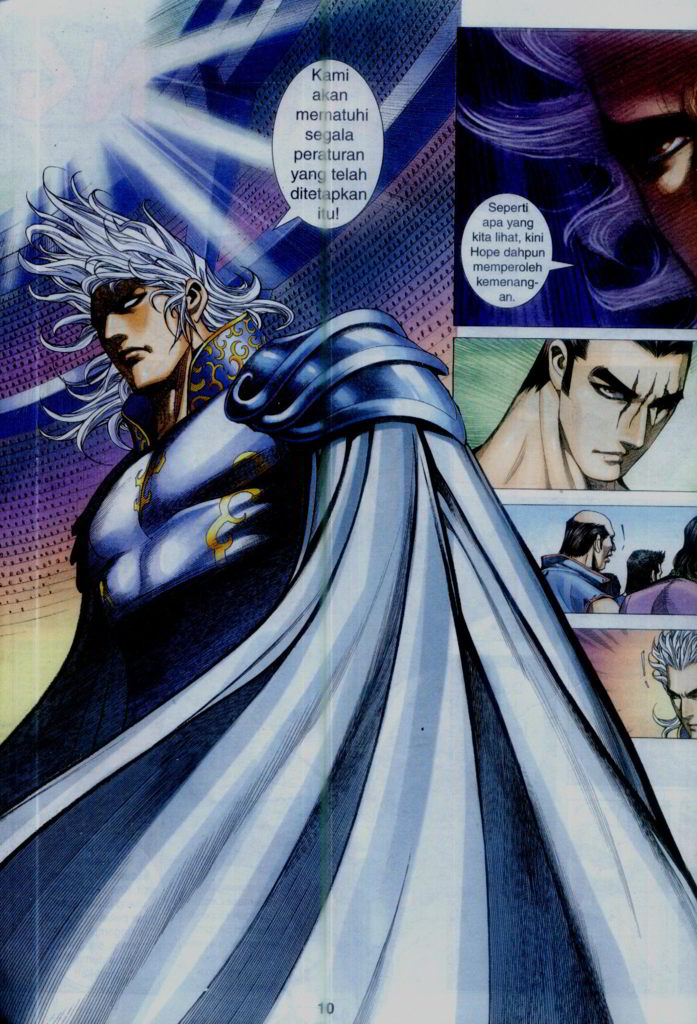 Kami
akan
mematuhi
segala
peraturan
yang telah
ditetapkan
itu!
Seperti
apa yang
kita lihat, kini
Hope dahpun
memperoleh
kemenang-
an.
!
10